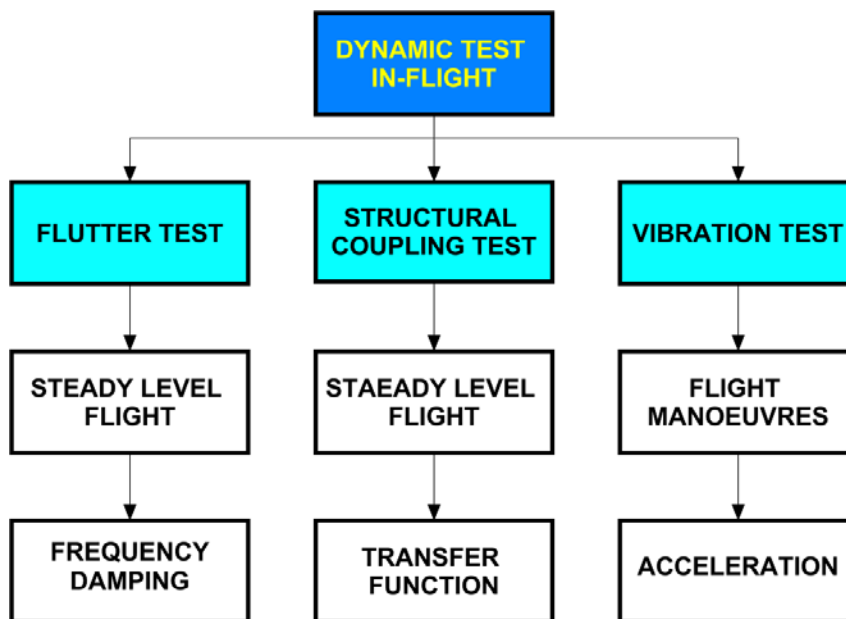 DYNAMIC TEST
IN-FLIGHT
FLUTTER TEST
STRUCTURAL
COUPLING TEST
VIBRATION TEST
STEADY LEVEL
FLIGHT
STAEADY LEVEL
FLIGHT
FLIGHT
MANOEUVRES
FREQUENCY
DAMPING
TRANSFER
FUNCTION
ACCELERATION